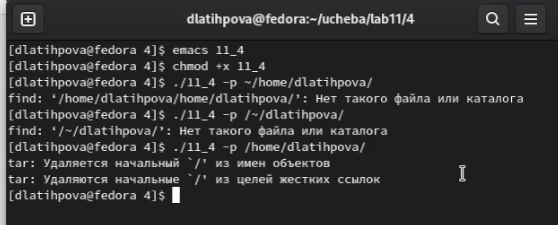 dlatihpova@fedora:~/ucheba/lab11/4
[dlatihpova@fedora 4]$ emacs 11_4
[dlatihpova@fedora 4]$ chmod +x 11_4
[dlatihpova@fedora 4]$ ./11_4 -p ~/home/dlatihpova/
find: ‘/home/dlatihpova/home/dlatihpova/’: Нет такого файла или каталога
[dlatihpova@fedora 4]$ ./11_4 -p /~/dlatihpova/
find: ‘/~/dlatihpova/’: Нет такого файла или каталога
[dlatihpova@fedora 4]$ ./11_4 -p /home/dlatihpova/
tar: Удаляется начальный `/' из имен объектов
tar: Удаляются начальные `/' из целей жестких ссылок
[dlatihpova@fedora 4]$